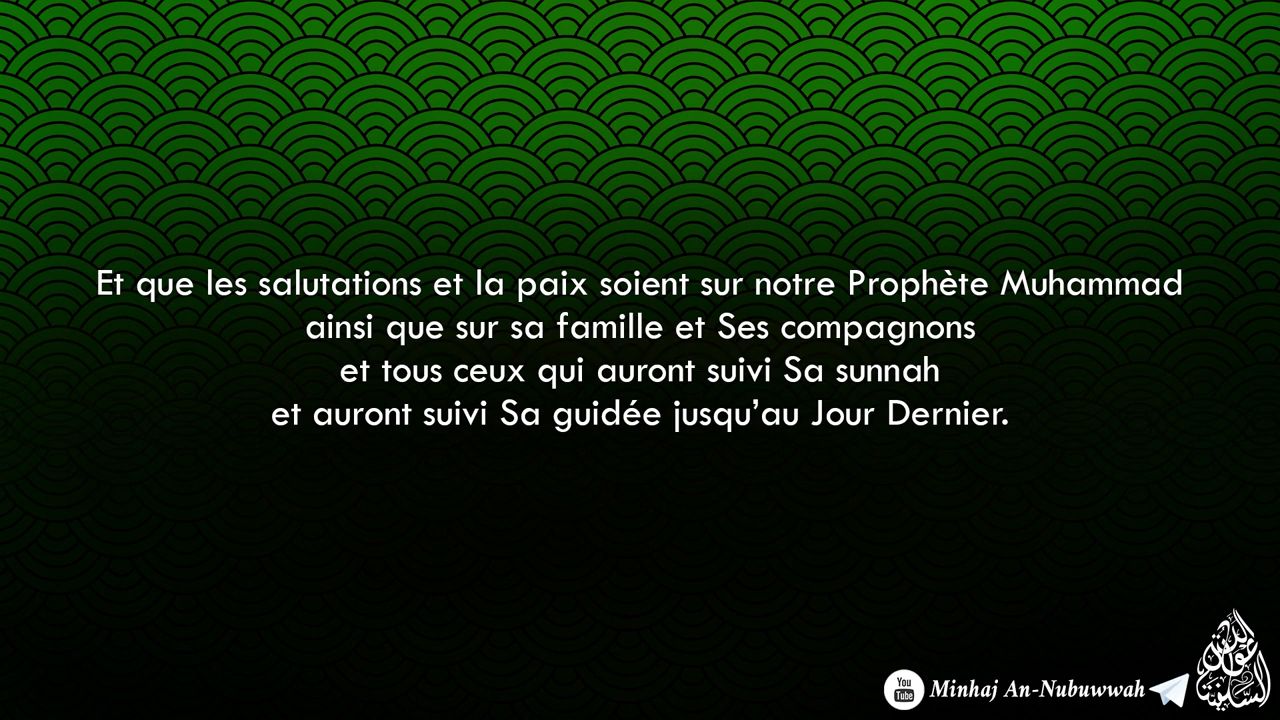 Et que les salutations et la paix soient sur notre Prophète Muhammad
ainsi que sur sa famille et Ses compagnons
et tous ceux qui auront suivi Sa sunnah
et auront suivi Sa guidée jusqu’au Jour Dernier.
You
Tube
Minhaj An-Nubuwwah